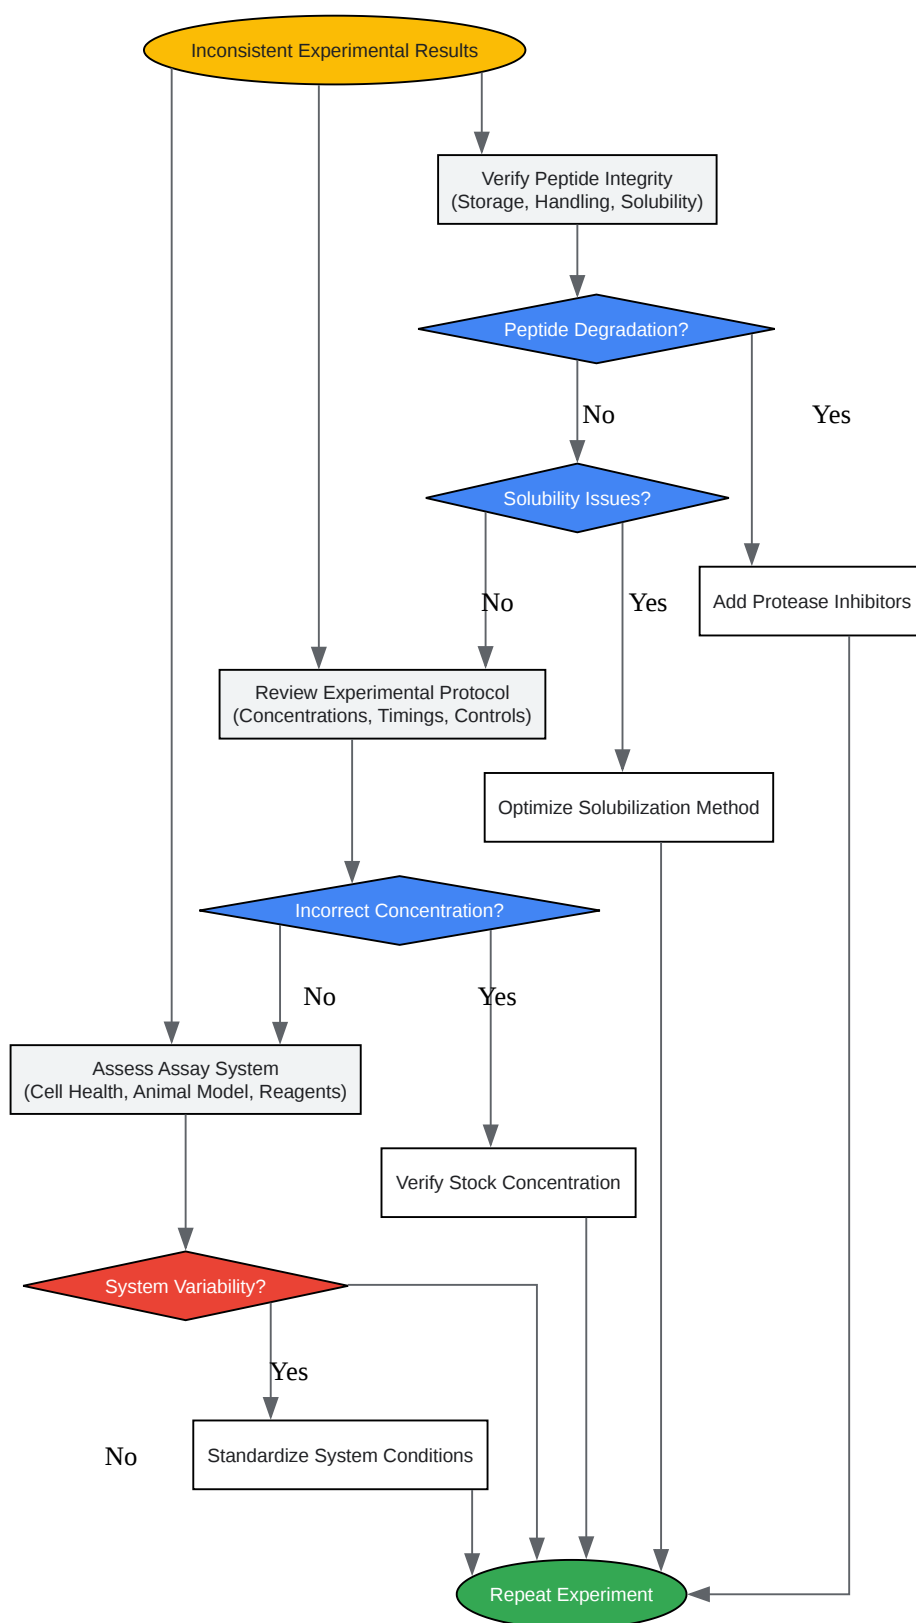 Inconsistent Experimental Results
Verify Peptide Integrity
(Storage, Handling, Solubility)
Peptide Degradation?
No
Yes
Solubility Issues?
No
Yes
Add Protease Inhibitors
Review Experimental Protocol
(Concentrations, Timings, Controls)
Optimize Solubilization Method
Incorrect Concentration?
No
Yes
Assess Assay System
(Cell Health, Animal Model, Reagents)
Verify Stock Concentration
System Variability?
Yes
No
Standardize System Conditions
Repeat Experiment